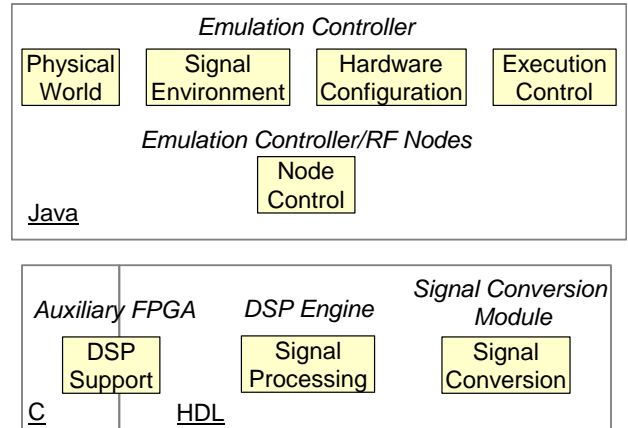 Emulation Controller
Physical World
Signal Environment
Hardware Configuration
Execution Control
Emulation Controller/RF Nodes
Node Control
Java
Auxiliary FPGA
DSP Engine
Signal Conversion Module
DSP Support
Signal Processing
Signal Conversion
C
HDL